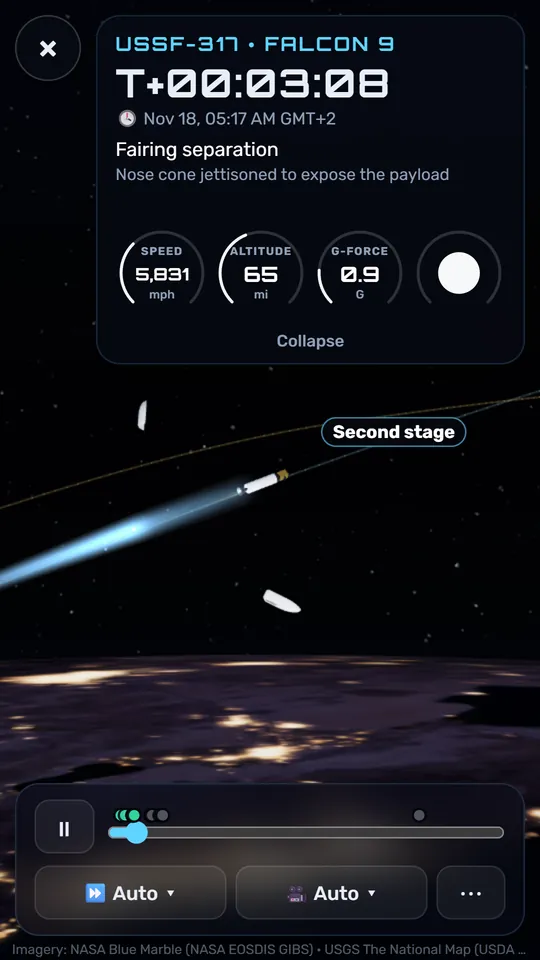 USSF-317 • FALCON 9
T+00:03:08
Nov 18, 05:17 AM GMT+2
Fairing separation
Nose cone jettisoned to expose the payload
SPEED
5,831
mph
ALTITUDE
65
mi
G-FORCE
0.9
G
Collapse
Second stage
Auto
Auto
Imagery: NASA Blue Marble (NASA EOSDIS GIBS) • USGS The National Map (USDA ...